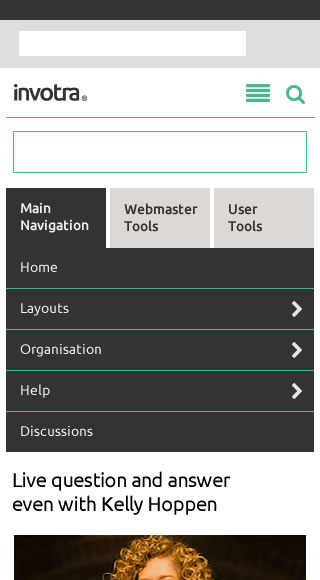 invotra®
Main
Navigation
Webmaster
Tools
User
Tools
Home
Layouts
Organisation
Help
Discussions
Live question and answer
even with Kelly Hoppen